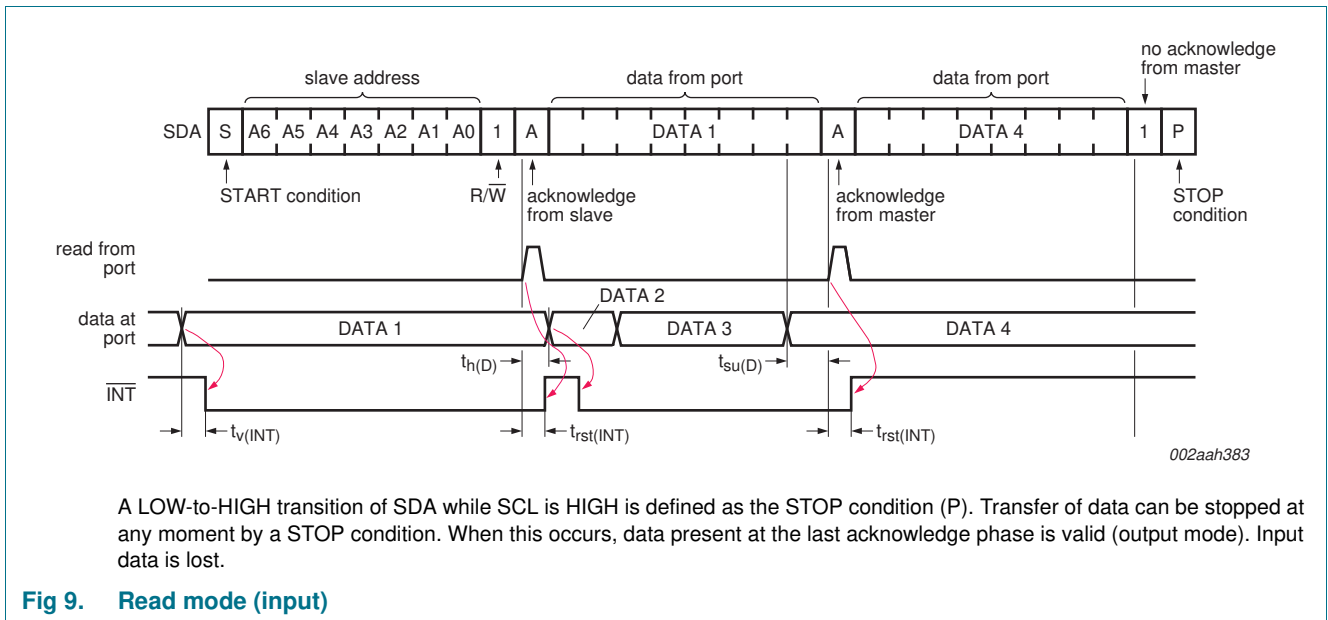 no acknowledge
from master
slave address
data from port
data from port
SDA S A6 A5 A4 A3 A2 A1 A0 1 A DATA 1 A DATA 4 1 P
START condition
R/W̅
acknowledge
from slave
acknowledge
from master
STOP
condition
read from
port
DATA 2
data at
port
DATA 1
DATA 3
DATA 4
th(D)
tsu(D)
I̅N̅T̅
tv(INT)
trst(INT)
trst(INT)
002aah383
A LOW-to-HIGH transition of SDA while SCL is HIGH is defined as the STOP condition (P). Transfer of data can be stopped at
any moment by a STOP condition. When this occurs, data present at the last acknowledge phase is valid (output mode). Input
data is lost.
Fig 9. Read mode (input)